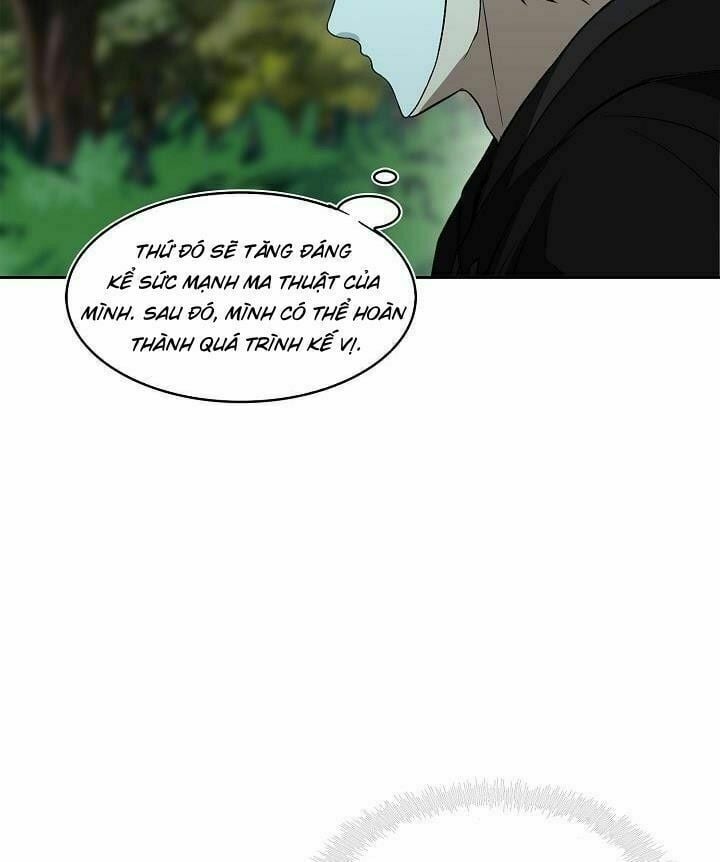 THỨ ĐÓ SẼ TĂNG ĐÁNG
KỂ SỨC MẠNH MA THUẬT CỦA
MÌNH. SAU ĐÓ, MÌNH CÓ THỂ HOÀN
THÀNH QUÁ TRÌNH KẾ VỊ.